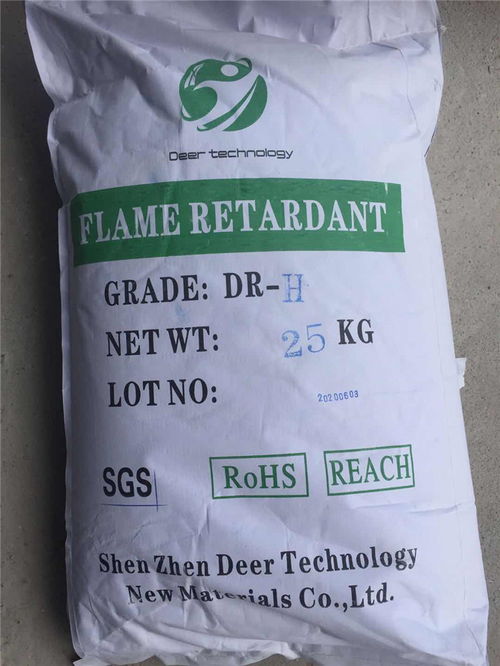 Deer technology
FLAME RETARDANT
GRADE: DR-H
NET WT: 25 KG
LOT NO: 20200603
SGS
RoHS REACH
Shen Zhen Deer Technology
New Materials Co.,Ltd.